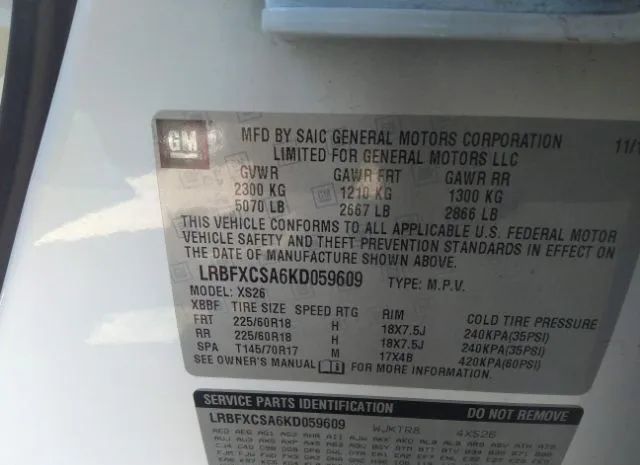 GM
MFD BY SAIC GENERAL MOTORS CORPORATION 11/1
LIMITED FOR GENERAL MOTORS LLC
GVWR GAWR FRT GAWR RR
2300 KG 1210 KG 1300 KG
5070 LB 2667 LB 2866 LB
THIS VEHICLE CONFORMS TO ALL APPLICABLE U.S. FEDERAL MOTOR
VEHICLE SAFETY AND THEFT PREVENTION STANDARDS IN EFFECT ON
THE DATE OF MANUFACTURE SHOWN ABOVE.
LRBFXCSA6KD059609 TYPE: M.P.V.
MODEL: XS26
XBBF TIRE SIZE SPEED RTG RIM COLD TIRE PRESSURE
FRT 225/60R18 H 18X7.5J 240KPA(35PSI)
RR 225/60R18 H 18X7.5J 240KPA(35PSI)
SPA T145/70R17 M 17X4B 420KPA(60PSI)
SEE OWNER'S MANUAL FOR MORE INFORMATION.
SERVICE PARTS IDENTIFICATION DO NOT REMOVE
LRBFXCSA6KD059609 WJKTR8 4XS26